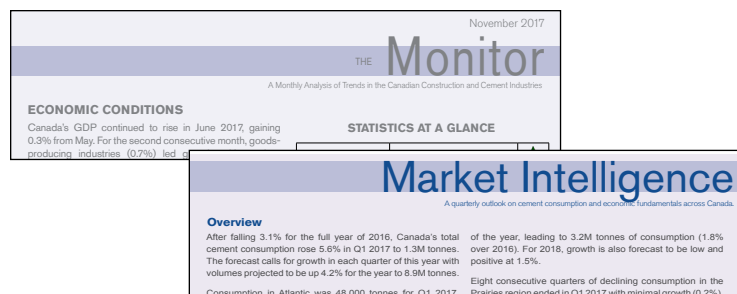 November 2017
THE Monitor
A Monthly Analysis of Trends in the Canadian Construction and Cement Industries
ECONOMIC CONDITIONS
Canada's GDP continued to rise in June 2017, gaining
0.3% from May. For the second consecutive month, goods-
producing industries (0.7%) led
STATISTICS AT A GLANCE
Market Intelligence
A quarterly outlook on cement consumption and economic fundamentals across Canada.
Overview
After falling 3.1% for the full year of 2016, Canada's total
cement consumption rose 5.6% in Q1 2017 to 1.3M tonnes.
The forecast calls for growth in each quarter of this year with
volumes projected to be up 4.2% for the year to 8.9M tonnes.
Consumption in Atlantic was 48,000 tonnes for Q1 2017,
of the year, leading to 3.2M tonnes of consumption (1.8%
over 2016). For 2018, growth is also forecast to be low and
positive at 1.5%.
Eight consecutive quarters of declining consumption in the
Prairies region ended in Q1 2017 with minimal growth (0.2%)